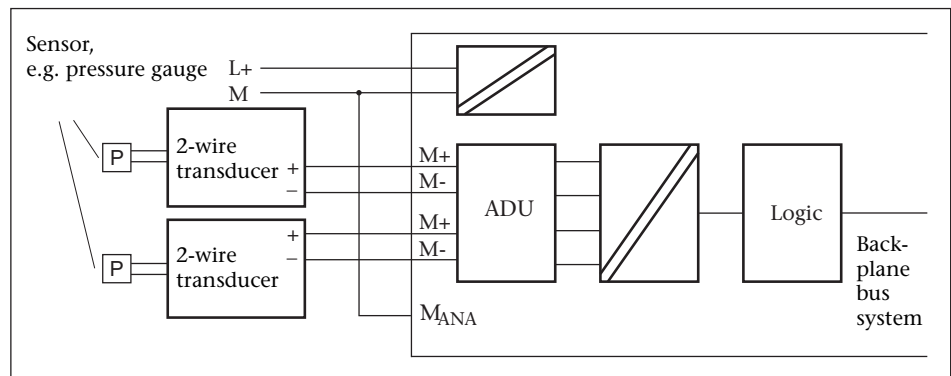 Sensor,
e.g. pressure gauge
L+
M
P
2-wire
transducer
+
–
M+
M-
P
2-wire
transducer
+
–
M+
M-
ADU
Logic
Back-
plane
bus
system
MANA